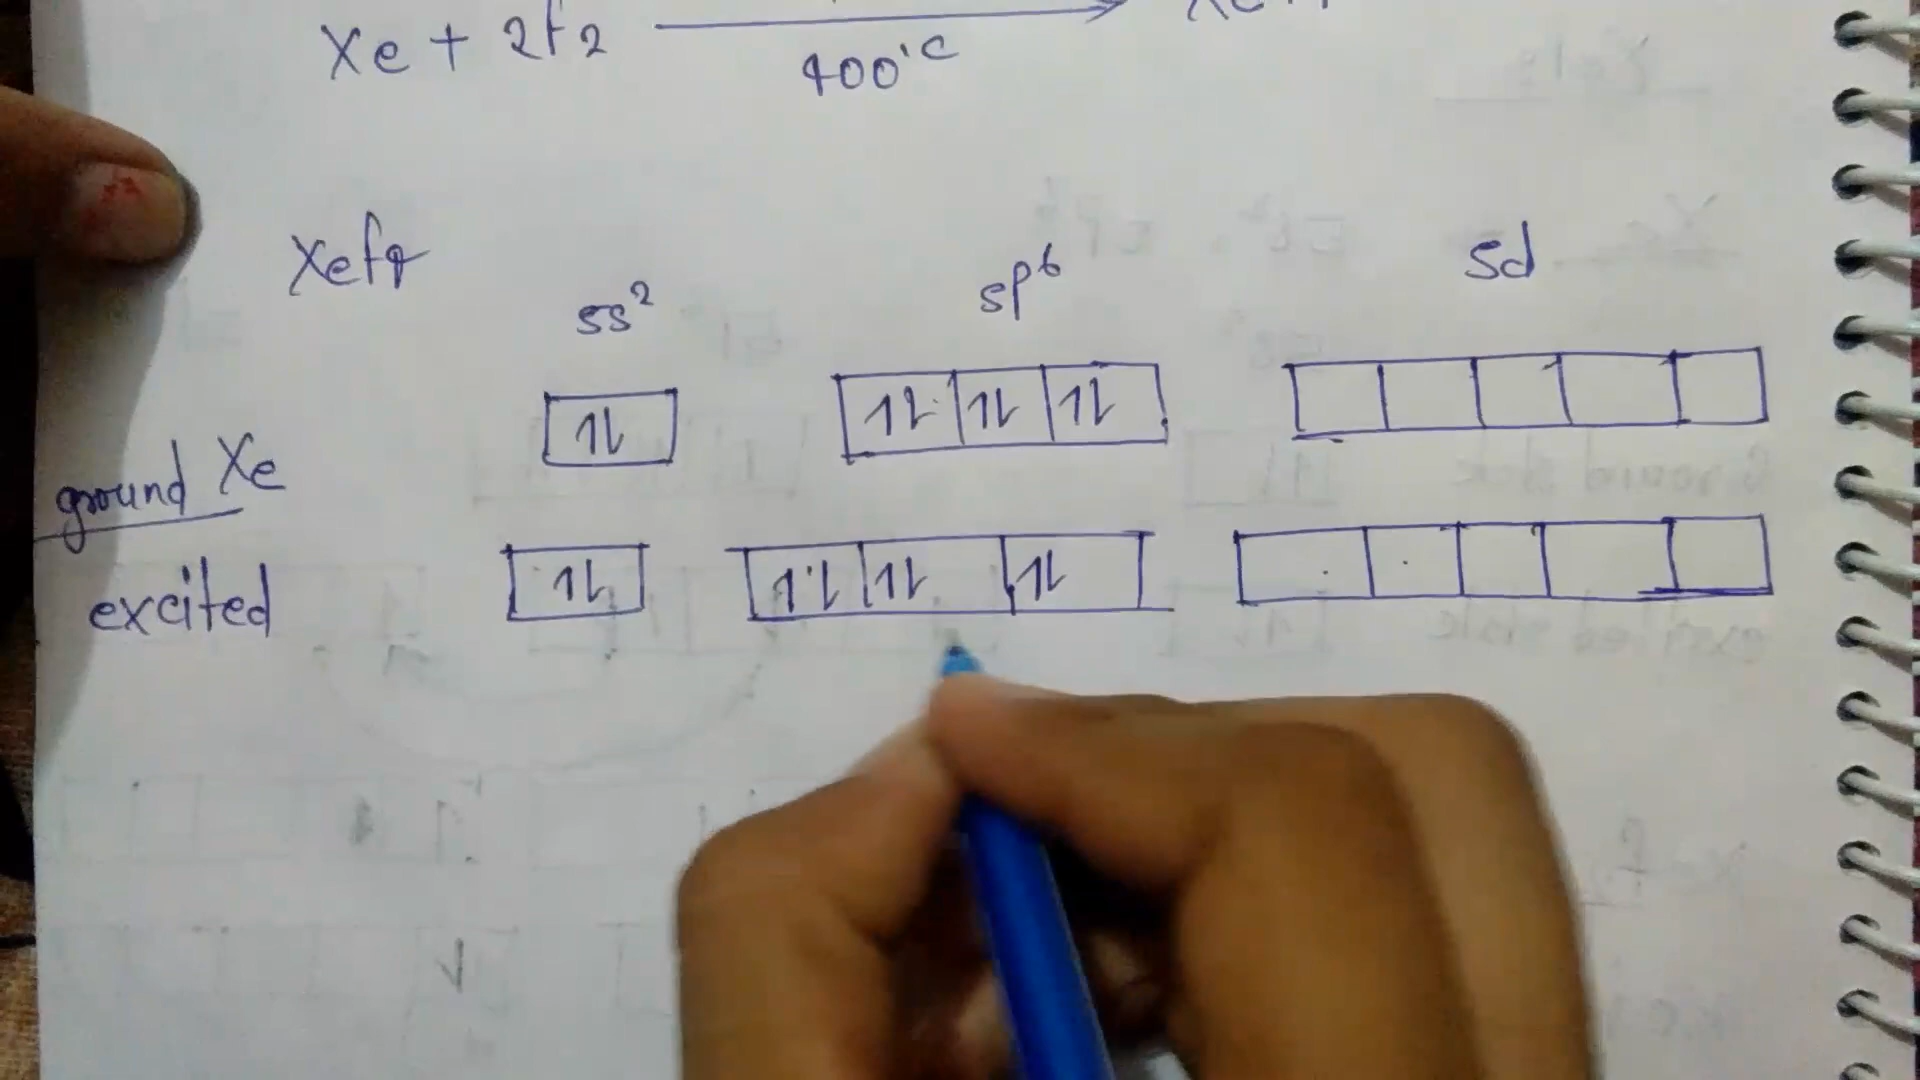 Xe + 2F2 400°C
XeF4
5s2 5p6 5d
1L 1L 1L 1L
ground Xe
excited 1L 1L 1L 1L